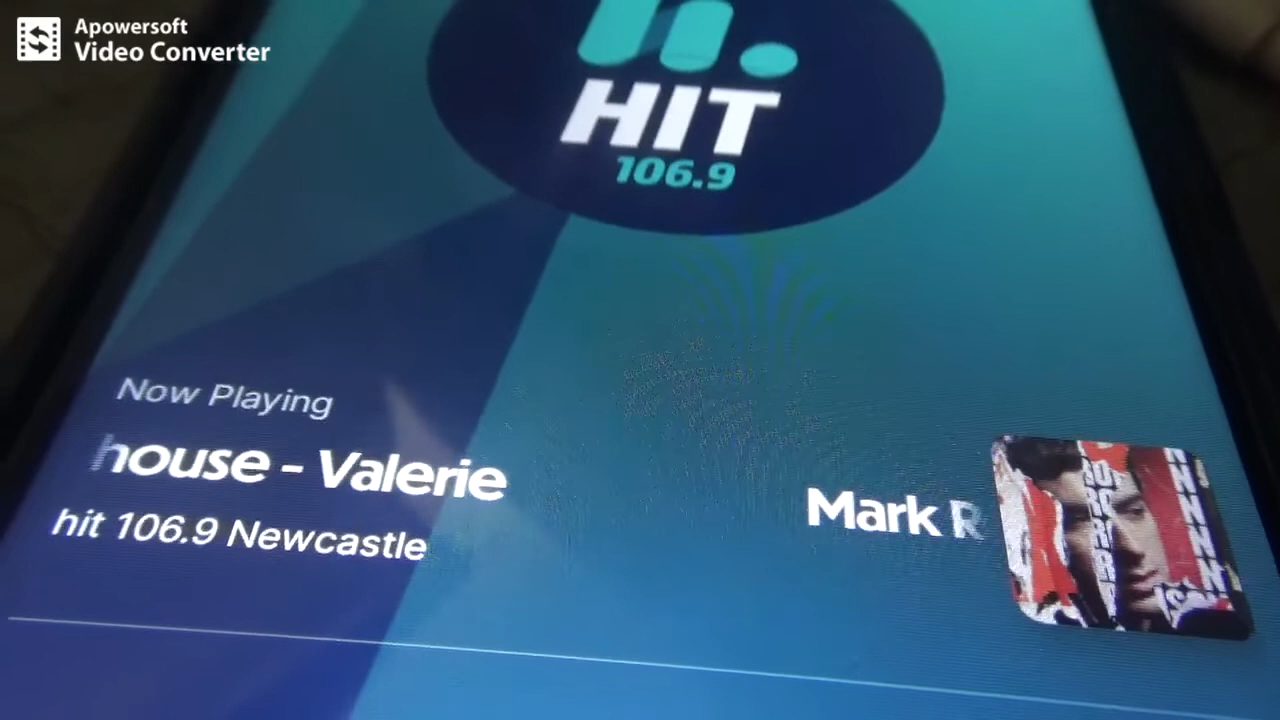 Apowersoft
Video Converter
HIT
106.9
Now Playing
house - Valerie
Mark R
hit 106.9 Newcastle